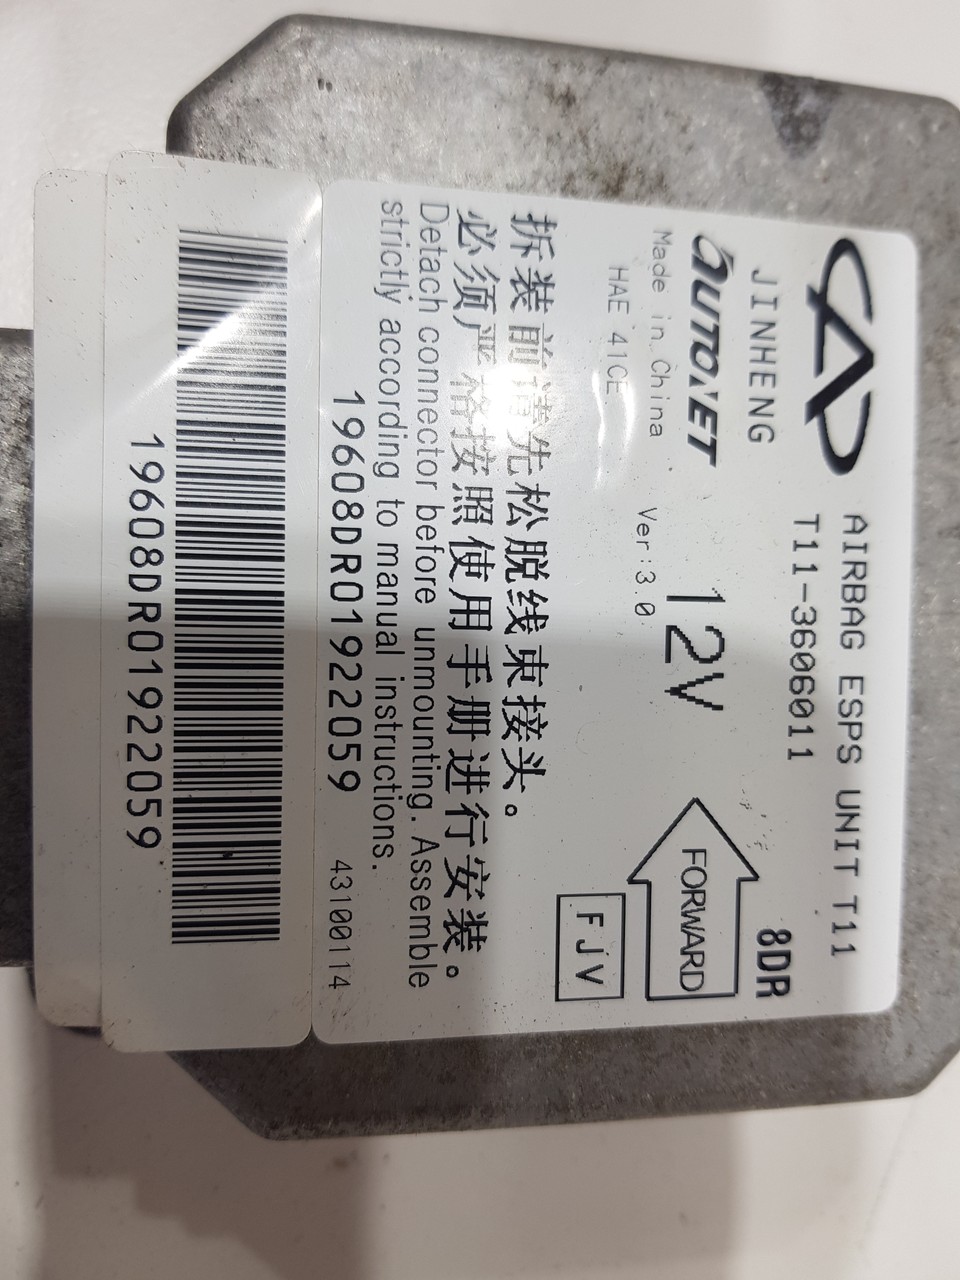 AIRBAG ESPS UNIT T11
T11-3606011
8DR
JINHENG
AUTONET
12V
FORWARD
Made in China
Ver:3.0
HAE 41CE
FJV
拆装前请先松脱线束接头。
必须严格按照使用手册进行安装。
Detach connector before unmounting. Assemble
strictly according to manual instructions.
19608DR01922059
43100114
19608DR01922059